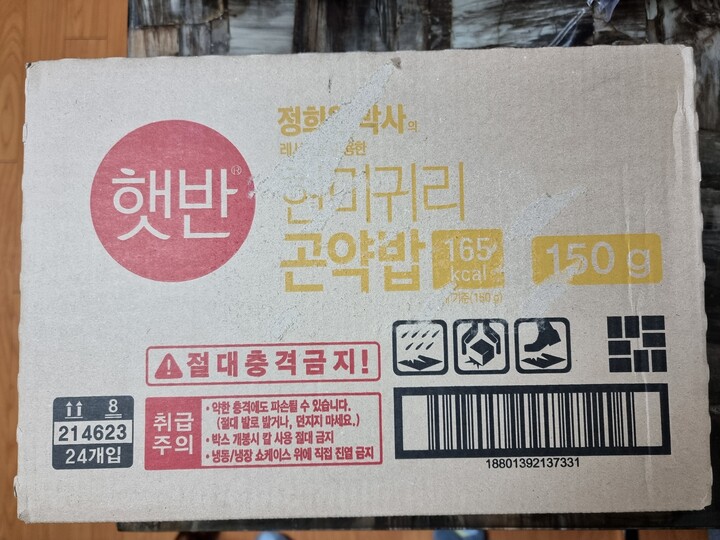 햇반®
박사의
귀리
곤약밥
165
kcal
150 g
절대충격금지!
8
214623
24개입
취급
주의
• 약한 충격에도 파손될 수 있습니다.
(절대 발로 밟거나, 던지지 마세요.)
• 박스 개봉시 칼 사용 절대 금지
• 냉동/냉장 쇼케이스 위에 직접 진열 금지
18801392137331